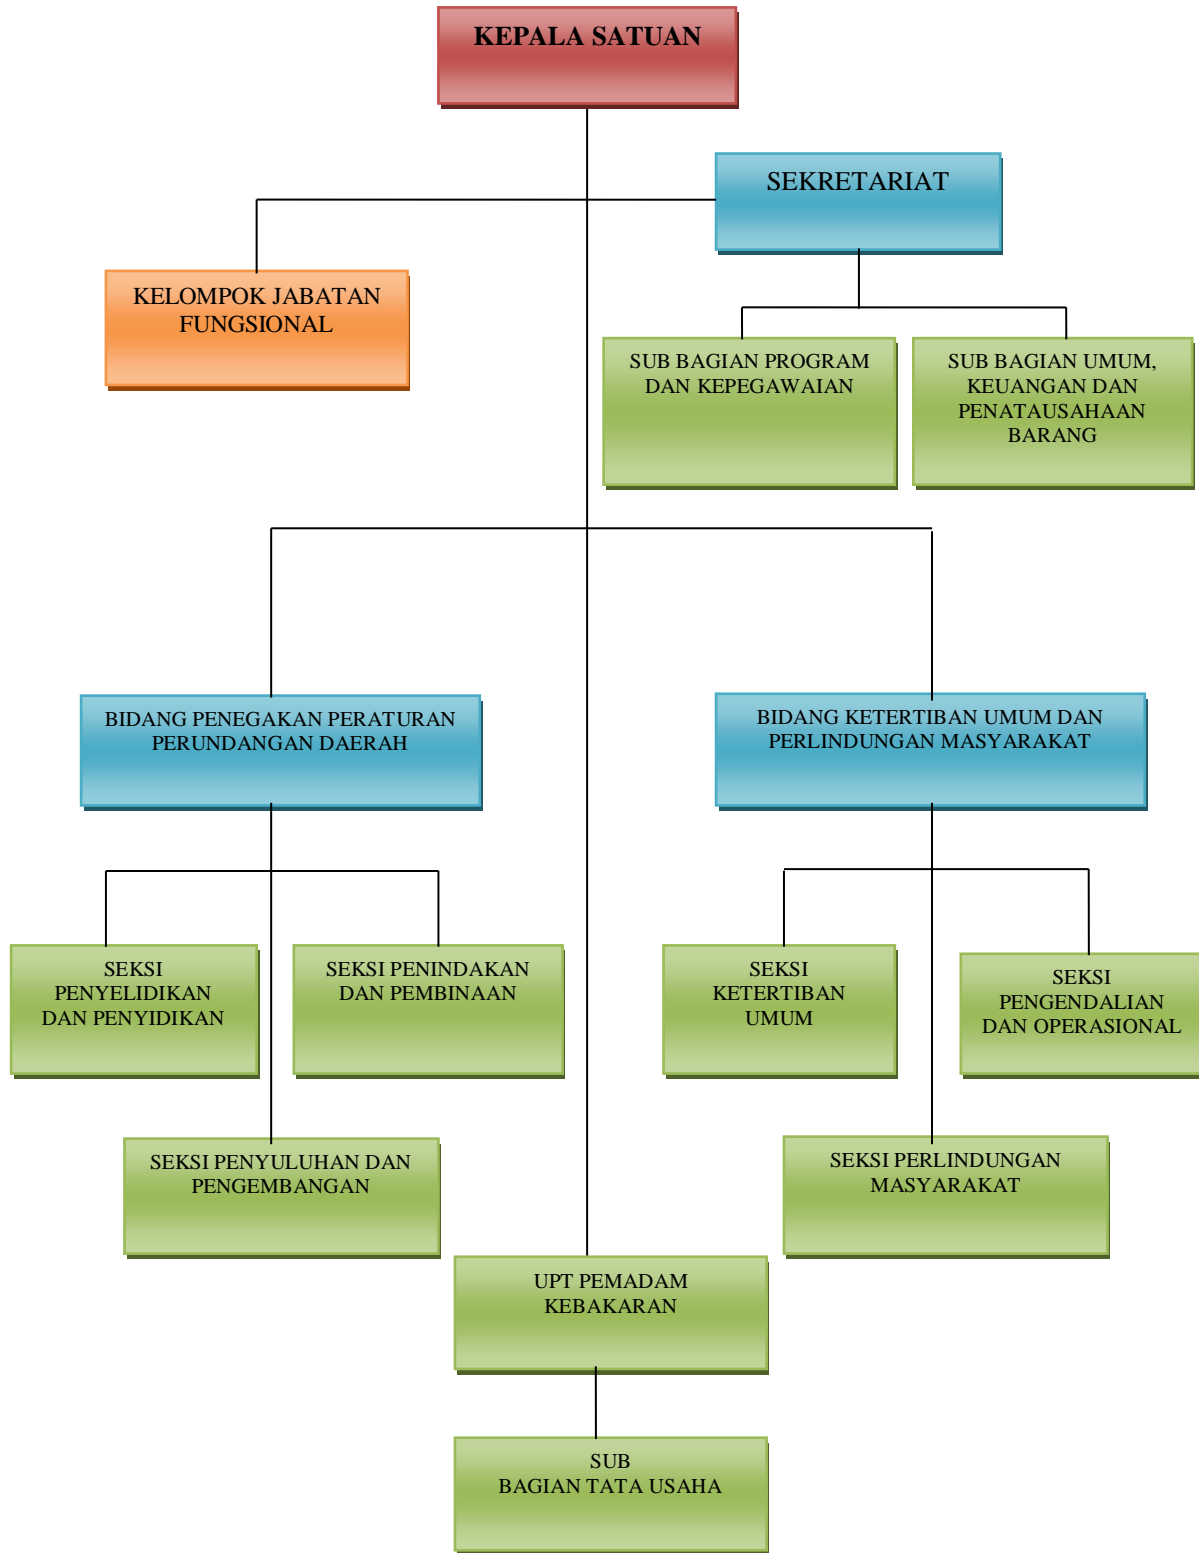 KEPALA SATUAN
SEKRETARIAT
KELOMPOK JABATAN
FUNGSIONAL
SUB BAGIAN PROGRAM
DAN KEPEGAWAIAN
SUB BAGIAN UMUM,
KEUANGAN DAN
PENATAUSAHAAN
BARANG
BIDANG PENEGAKAN PERATURAN
PERUNDANGAN DAERAH
BIDANG KETERTIBAN UMUM DAN
PERLINDUNGAN MASYARAKAT
SEKSI
PENYELIDIKAN
DAN PENYIDIKAN
SEKSI PENINDAKAN
DAN PEMBINAAN
SEKSI
KETERTIBAN
UMUM
SEKSI
PENGENDALIAN
DAN OPERASIONAL
SEKSI PENYULUHAN DAN
PENGEMBANGAN
SEKSI PERLINDUNGAN
MASYARAKAT
UPT PEMADAM
KEBAKARAN
SUB
BAGIAN TATA USAHA